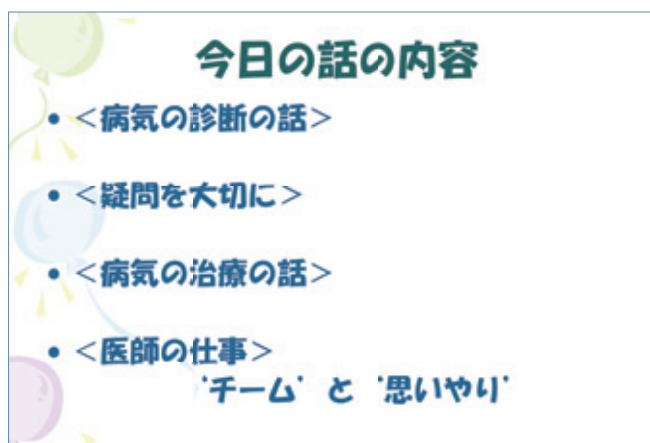 今日の話の内容
• <病気の診断の話>
• <疑問を大切に>
• <病気の治療の話>
• <医師の仕事>
‘チーム’ と ‘思いやり’